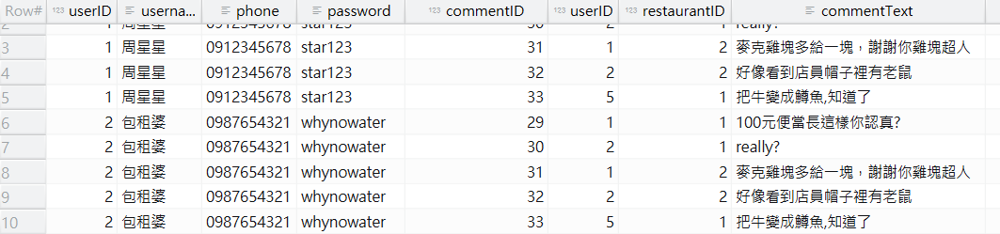 Row# 123 userID userna... phone password 123 commentID 123 userID 123 restaurantID commentText
2 1 周星星 0912345678 star123 30 2 1 really?
3 1 周星星 0912345678 star123 31 1 2 麥克雞塊多給一塊，謝謝你雞塊超人
4 1 周星星 0912345678 star123 32 2 2 好像看到店員帽子裡有老鼠
5 1 周星星 0912345678 star123 33 5 1 把牛變成鱒魚,知道了
6 2 包租婆 0987654321 whynowater 29 1 1 100元便當長這樣你認真?
7 2 包租婆 0987654321 whynowater 30 2 1 really?
8 2 包租婆 0987654321 whynowater 31 1 2 麥克雞塊多給一塊，謝謝你雞塊超人
9 2 包租婆 0987654321 whynowater 32 2 2 好像看到店員帽子裡有老鼠
10 2 包租婆 0987654321 whynowater 33 5 1 把牛變成鱒魚,知道了